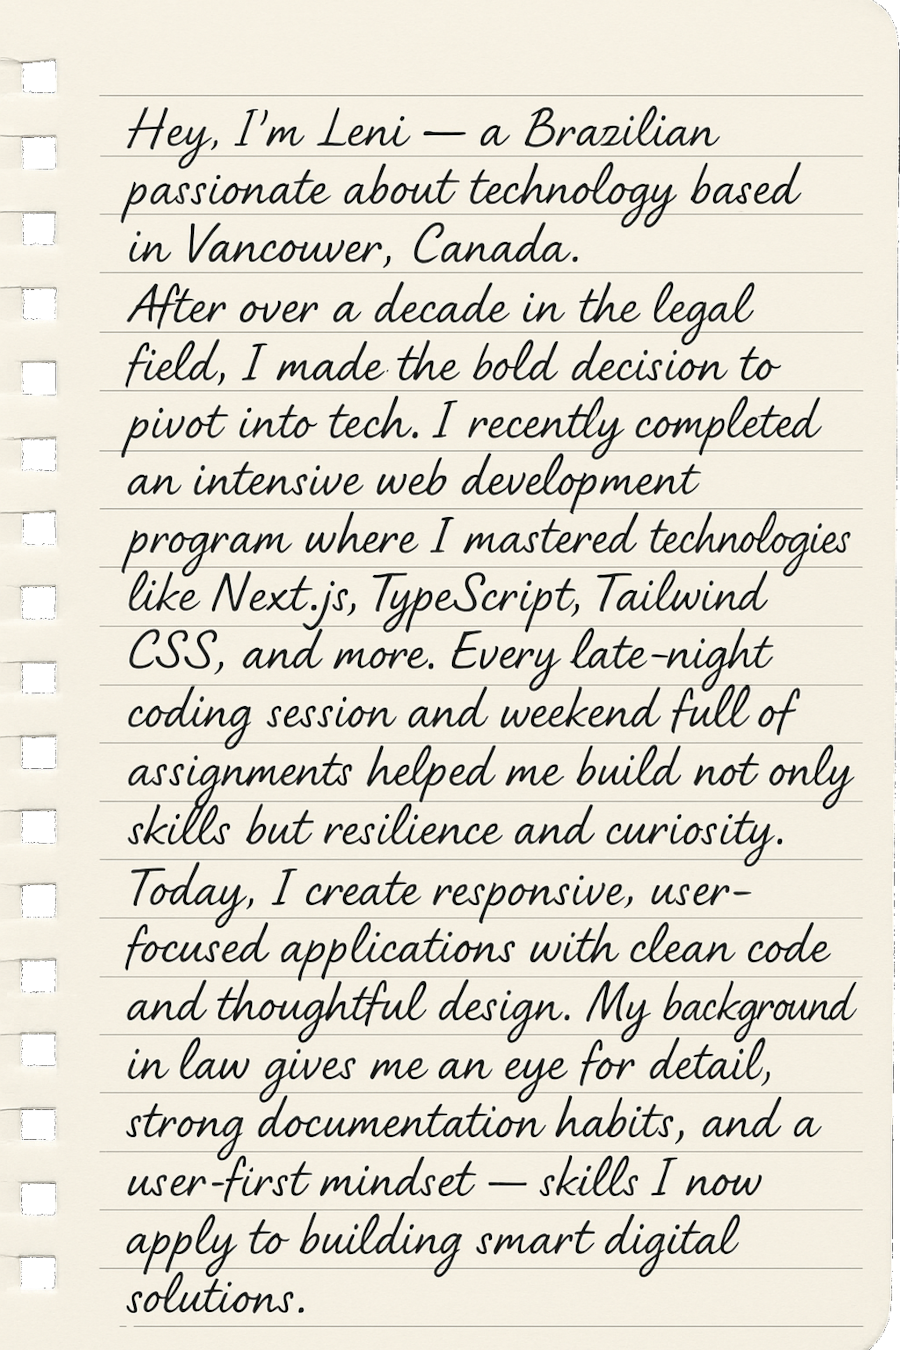 Hey, I'm Leni — a Brazilian
passionate about technology based
in Vancouver, Canada.
After over a decade in the legal
field, I made the bold decision to
pivot into tech. I recently completed
an intensive web development
program where I mastered technologies
like Next.js, TypeScript, Tailwind
CSS, and more. Every late-night
coding session and weekend full of
assignments helped me build not only
skills but resilience and curiosity.
Today, I create responsive, user-
focused applications with clean code
and thoughtful design. My background
in law gives me an eye for detail,
strong documentation habits, and a
user-first mindset — skills I now
apply to building smart digital
solutions.